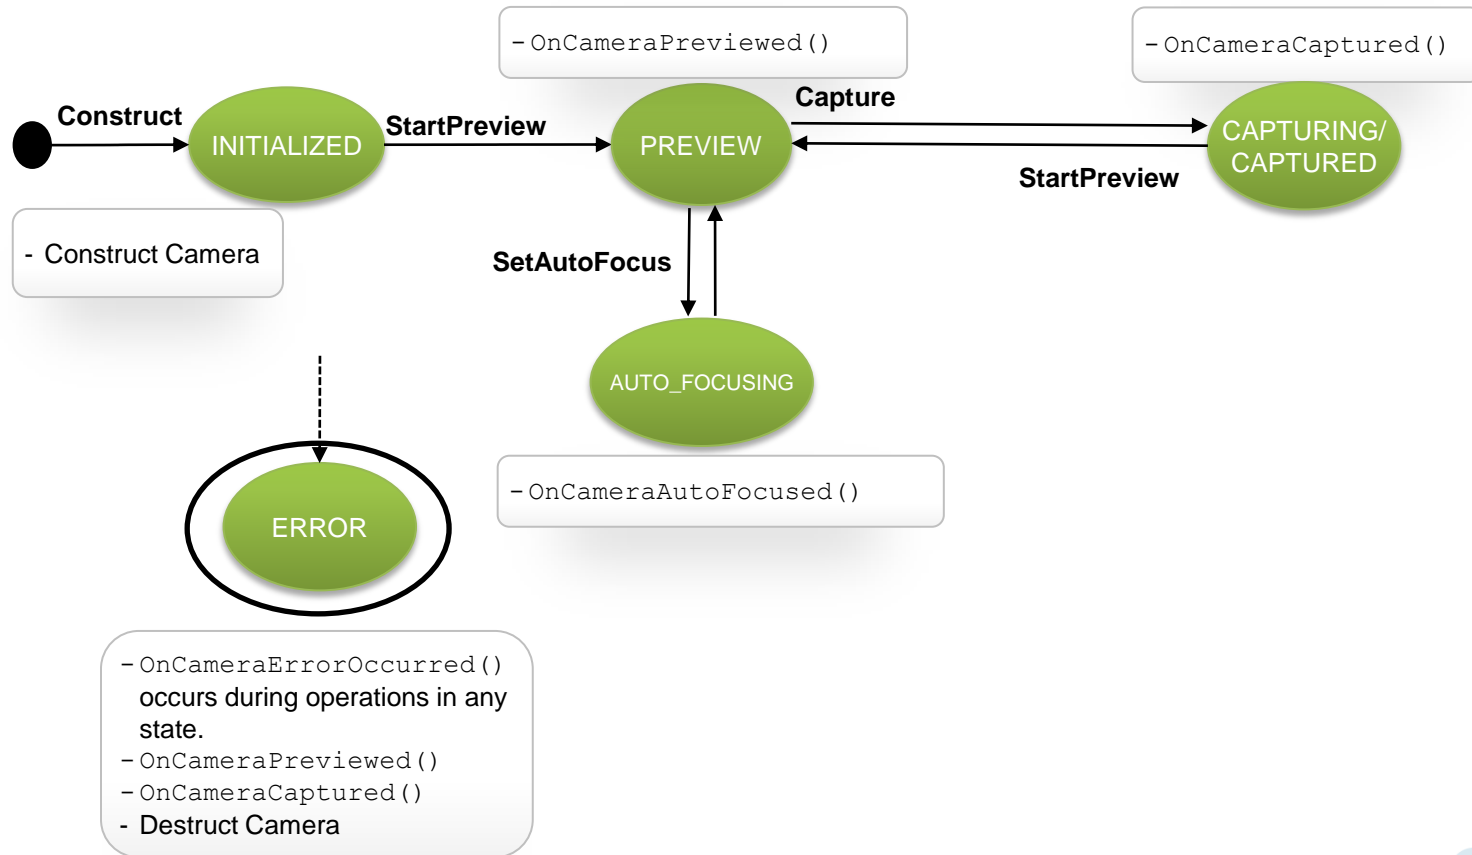 - OnCameraPreviewed()
- OnCameraCaptured()
Construct
INITIALIZED
StartPreview
PREVIEW
Capture
StartPreview
CAPTURING/
CAPTURED
- Construct Camera
SetAutoFocus
AUTO_FOCUSING
- OnCameraAutoFocused()
ERROR
- OnCameraErrorOccurred()
occurs during operations in any
state.
- OnCameraPreviewed()
- OnCameraCaptured()
- Destruct Camera